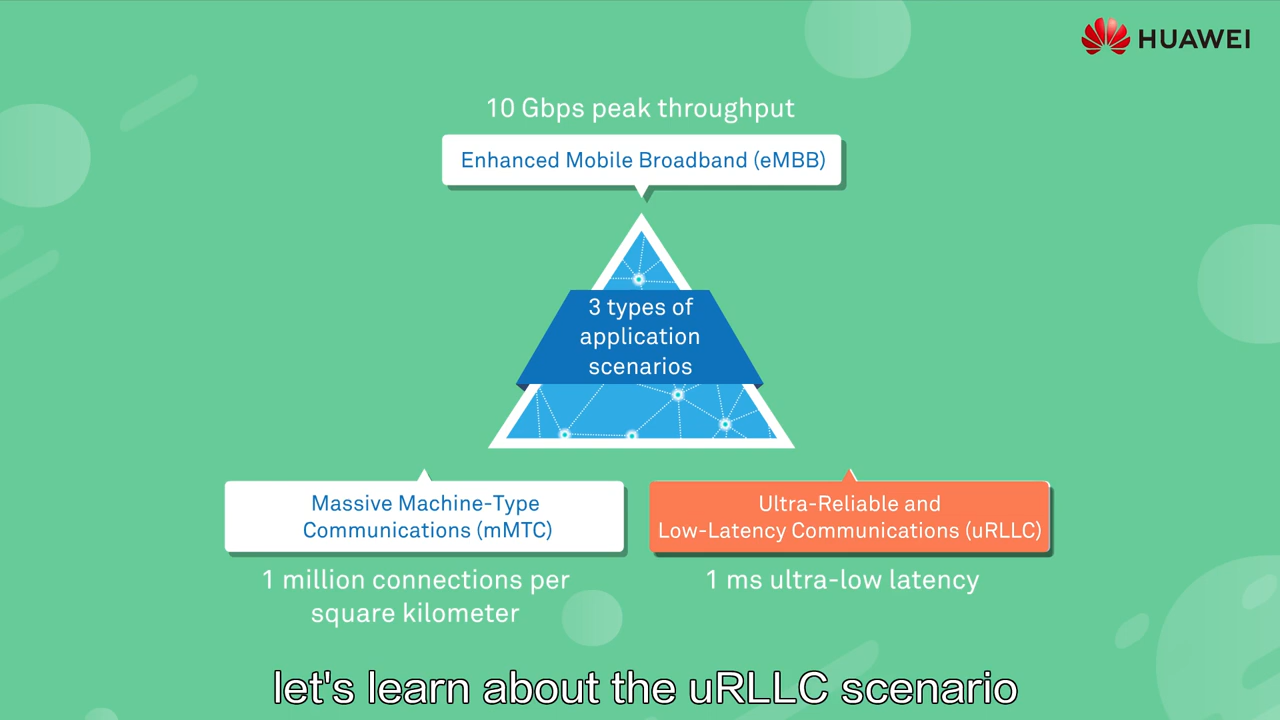 HUAWEI
10 Gbps peak throughput
Enhanced Mobile Broadband (eMBB)
3 types of
application
scenarios
Massive Machine-Type
Communications (mMTC)
Ultra-Reliable and
Low-Latency Communications (uRLLC)
1 million connections per
square kilometer
1 ms ultra-low latency
let's learn about the uRLLC scenario